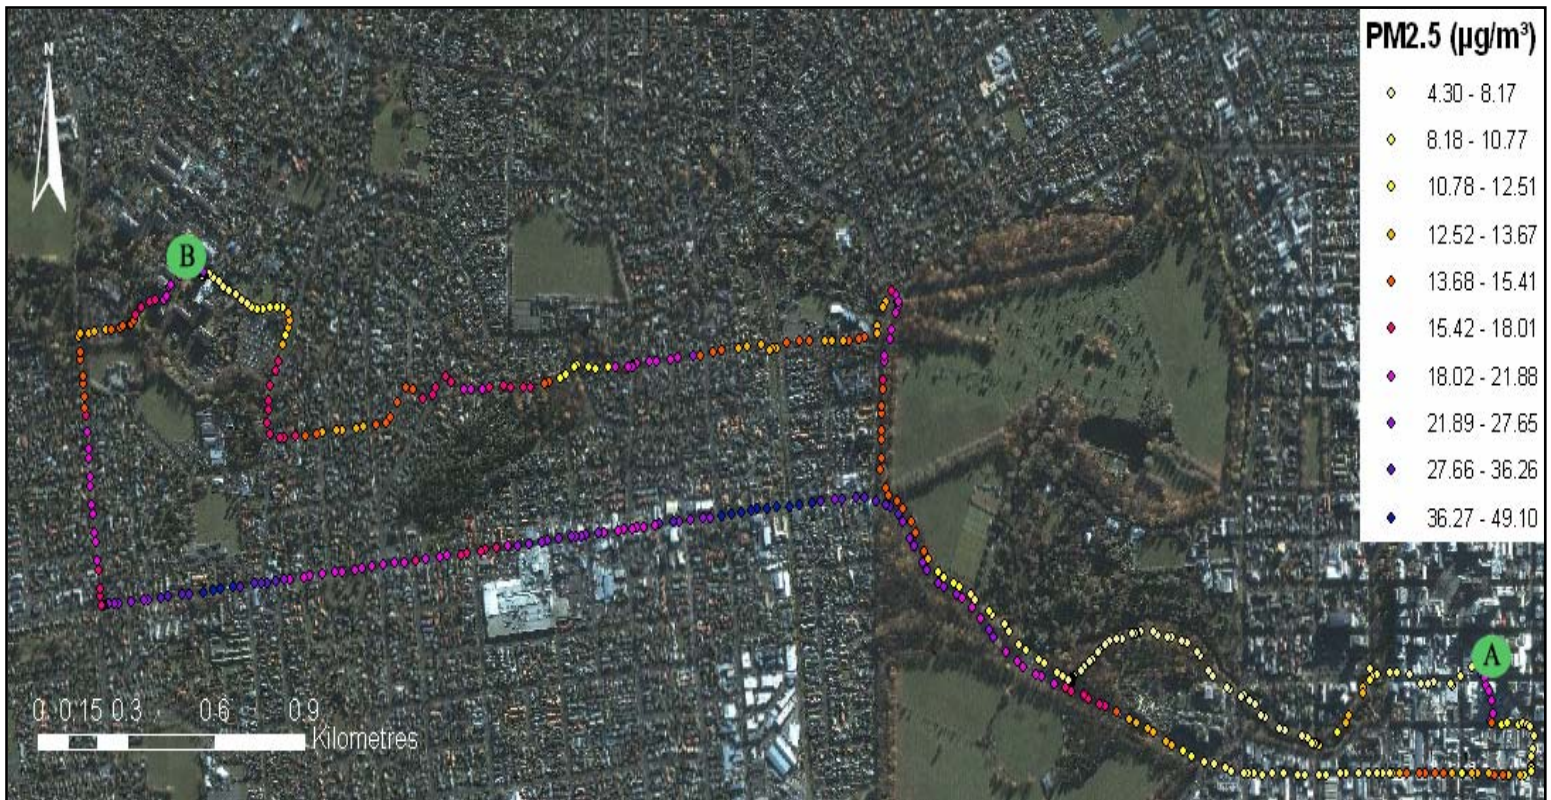 N
PM2.5 (µg/m³)
4.30 - 8.17
8.18 - 10.77
10.78 - 12.51
12.52 - 13.67
13.68 - 15.41
15.42 - 18.01
18.02 - 21.88
21.89 - 27.65
27.66 - 36.26
36.27 - 49.10
B
A
0 0.15 0.3 0.6 0.9
Kilometres